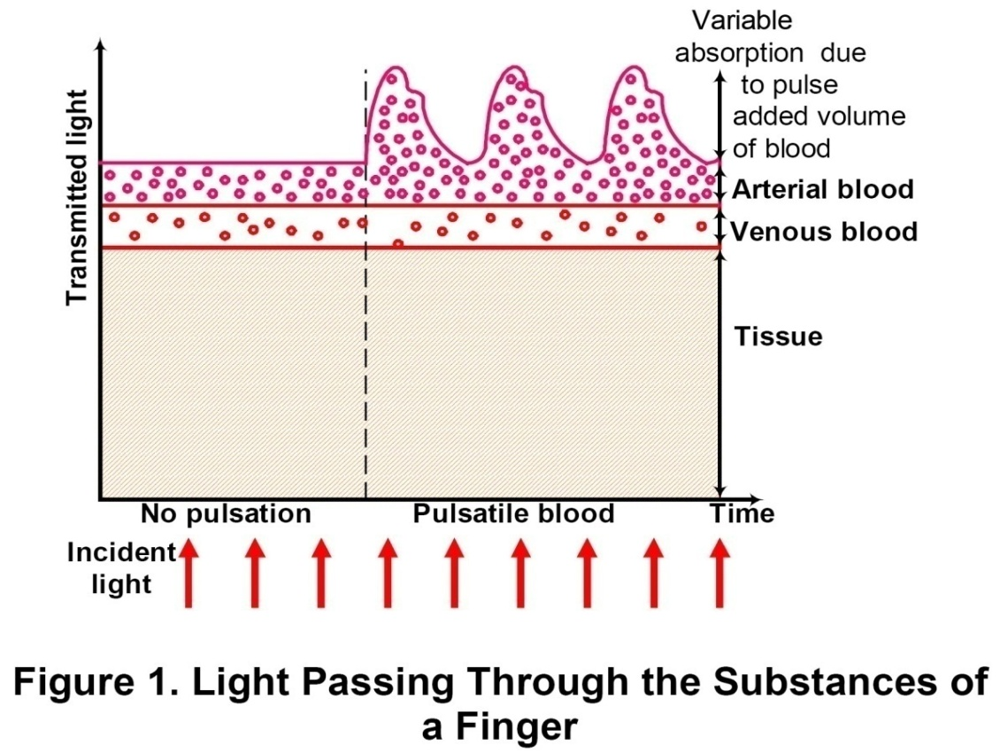 Variable
absorption due
to pulse
added volume
of blood
Transmitted light
Arterial blood
Venous blood
Tissue
No pulsation
Pulsatile blood
Time
Incident
light
Figure 1. Light Passing Through the Substances of
a Finger